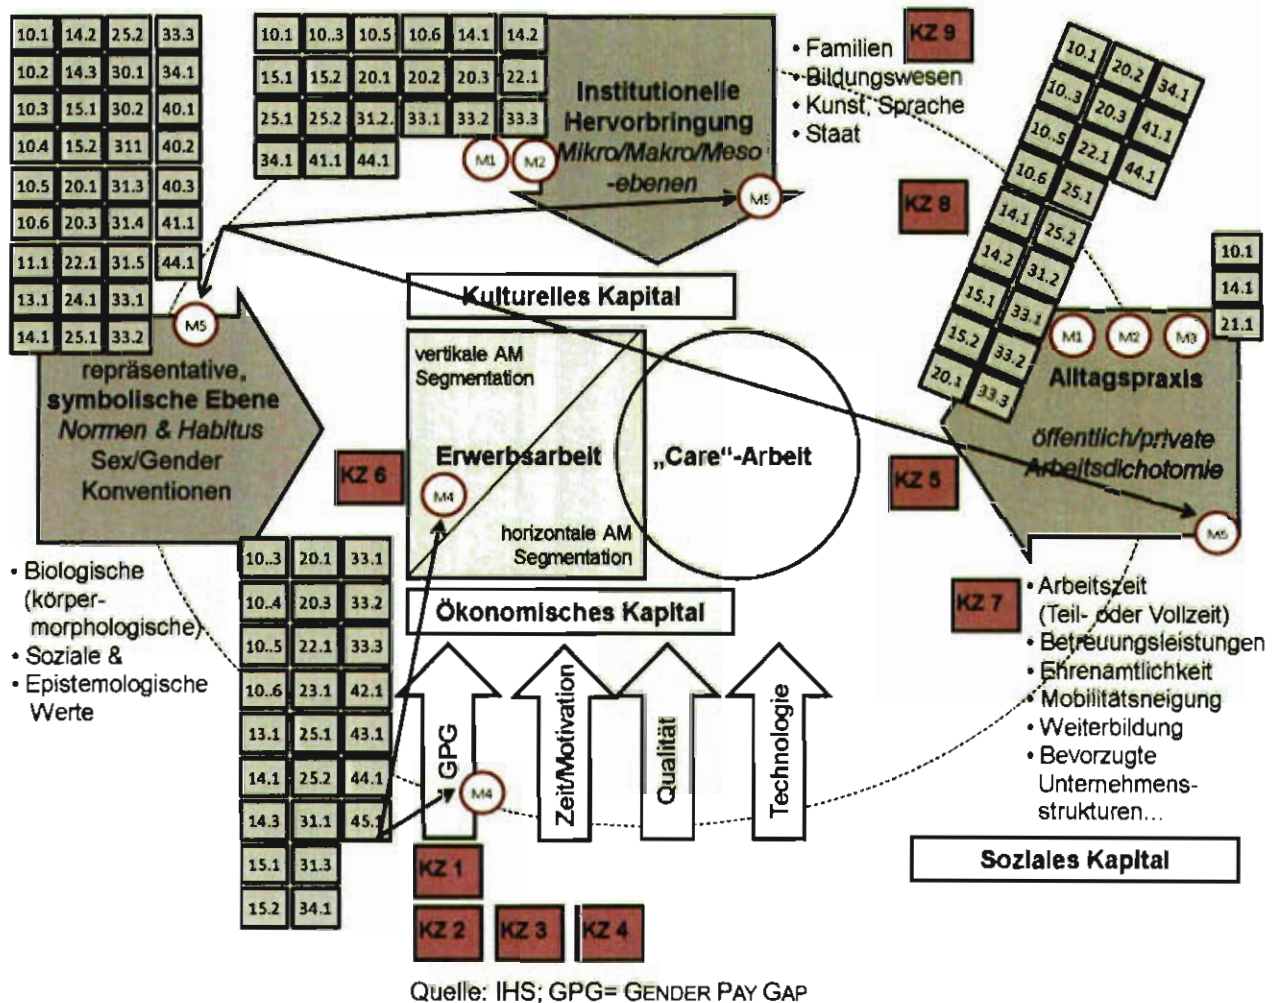 10.1 14.2 25.2 33.3
10.2 14.3 30.1 34.1
10.3 15.1 30.2 40.1
10.4 15.2 311 40.2
10.5 20.1 31.3 40.3
10.6 20.3 31.4 41.1
11.1 22.1 31.5 44.1
13.1 24.1 33.1
14.1 25.1 33.2
M5
repräsentative,
symbolische Ebene
Normen & Habitus
Sex/Gender
Konventionen
• Biologische
(körper-
morphologische)
• Soziale &
• Epistemologische
Werte
10.1 10..3 10.5 10.6 14.1 14.2
15.1 15.2 20.1 20.2 20.3 22.1
25.1 25.2 31.2. 33.1 33.2 33.3
34.1 41.1 44.1
M1 M2
Institutionelle
Hervorbringung
Mikro/Makro/Meso
-ebenen
M5
• Familien
• Bildungswesen
• Kunst, Sprache
• Staat
KZ 9
KZ 8
10.1 20.2 34.1
10..3 20.3 41.1
10..5 22.1 44.1
10.6 25.1
14.1 25.2
14.2 31.2
15.1 33.1
15.2 33.2
20.1 33.3
10.1
14.1
21.1
M1 M2 M3
Alltagspraxis
öffentlich/private
Arbeitsdichotomie
M5
KZ 5
KZ 7
• Arbeitszeit
(Teil- oder Vollzeit)
• Betreuungsleistungen
• Ehrenamtlichkeit
• Mobilitätsneigung
• Weiterbildung
• Bevorzugte
Unternehmens-
strukturen...
Soziales Kapital
Kulturelles Kapital
vertikale AM
Segmentation
Erwerbsarbeit
„Care“-Arbeit
KZ 6
M4
horizontale AM
Segmentation
Ökonomisches Kapital
10..3 20.1 33.1
10..4 20.3 33.2
10..5 22.1 33.3
10..6 23.1 42.1
13.1 25.1 43.1
14.1 25.2 44.1
14.3 31.1 45.1
15.1 31.3
15.2 34.1
GPG
M4
Zeit/Motivation
Qualität
Technologie
KZ 1
KZ 2 KZ 3 KZ 4
Quelle: IHS; GPG= GENDER PAY GAP